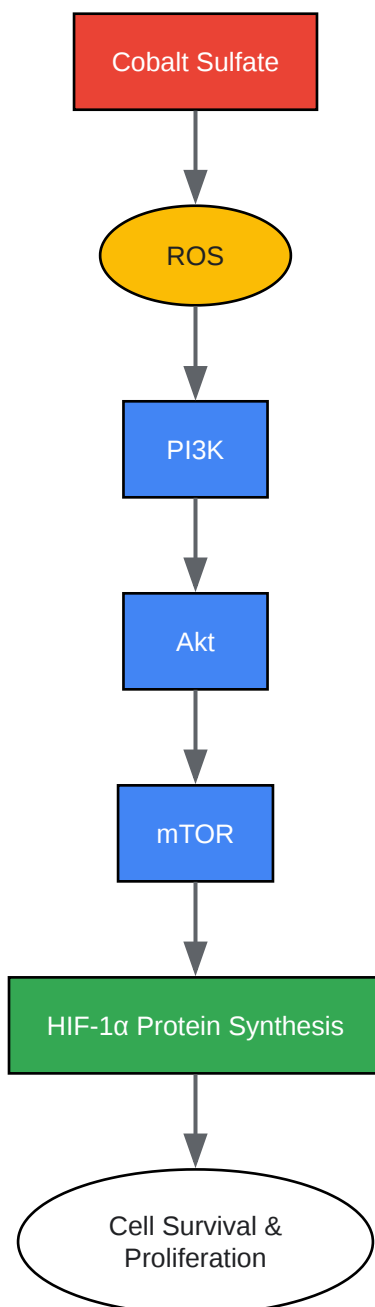 Cobalt Sulfate
ROS
PI3K
Akt
mTOR
HIF-1α Protein Synthesis
Cell Survival &
Proliferation